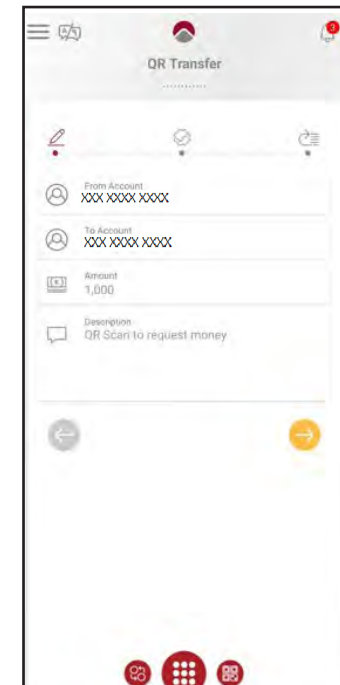 3
QR Transfer
From Account
XXX XXXX XXXX
To Account
XXX XXXX XXXX
Amount
1,000
Description
QR Scan to request money